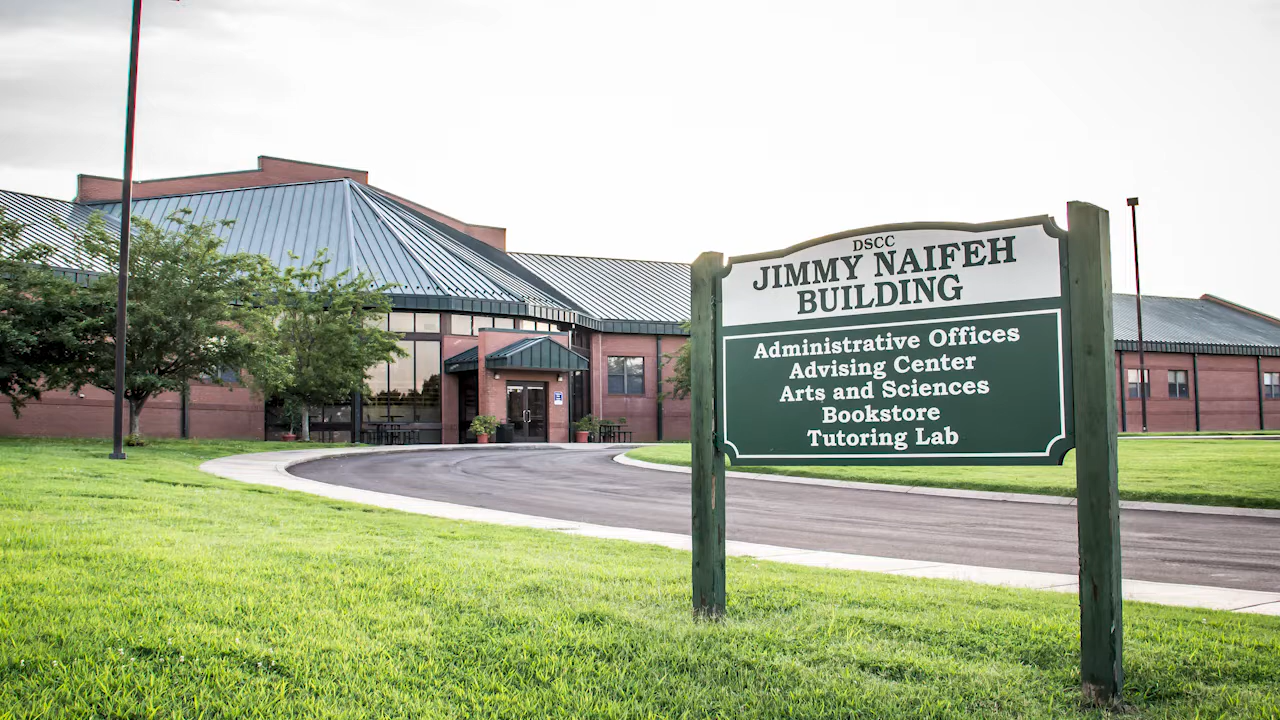 DSCC
JIMMY NAIFEH
BUILDING
Administrative Offices
Advising Center
Arts and Sciences
Bookstore
Tutoring Lab